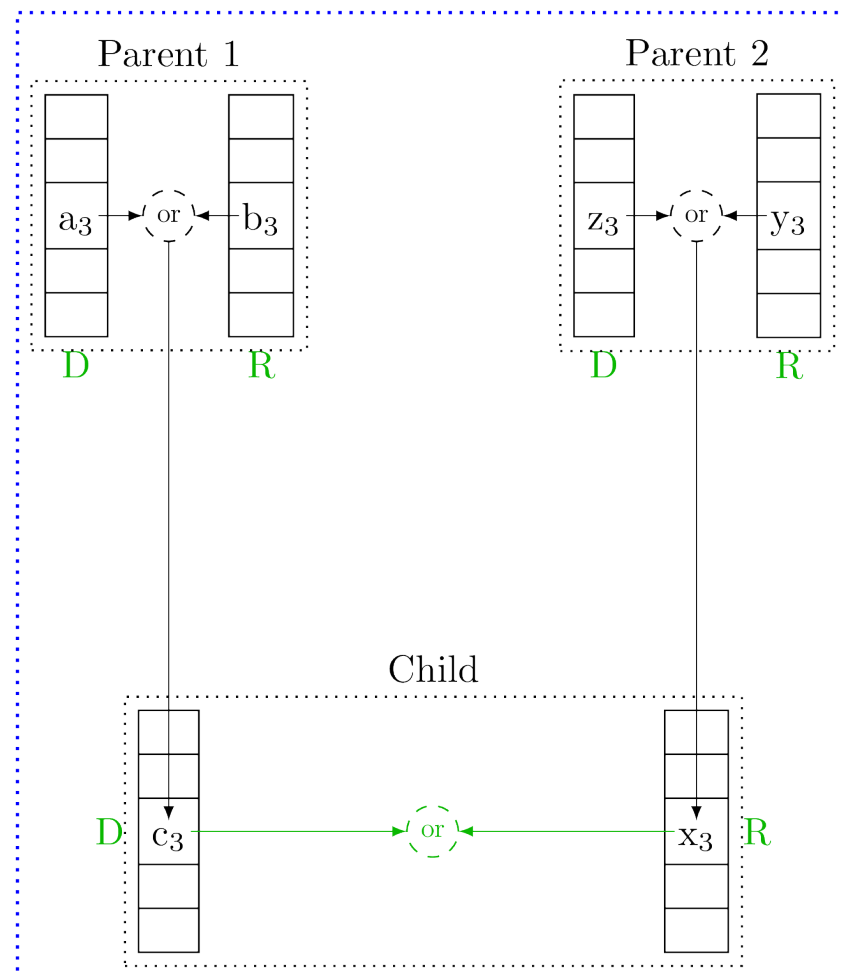 Parent 1 Parent 2
a₃ or b₃ z₃ or y₃
D R D R
Child
D c₃ or x₃ R